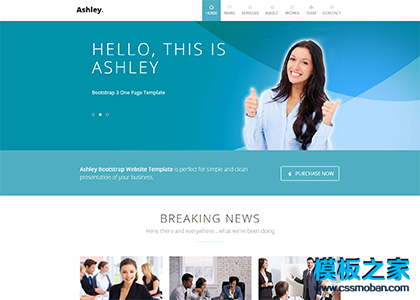 Ashley.
HOME NEWS SERVICES ABOUT WORKS TEAM CONTACT
HELLO, THIS IS
ASHLEY
Bootstrap 3 One Page Template
Ashley Bootstrap Website Template is perfect for simple and clean
presentation of your business.
PURCHASE NOW
BREAKING NEWS
Here, there and everywhere... what we've been doing
模板之家
www.cssmoban.com